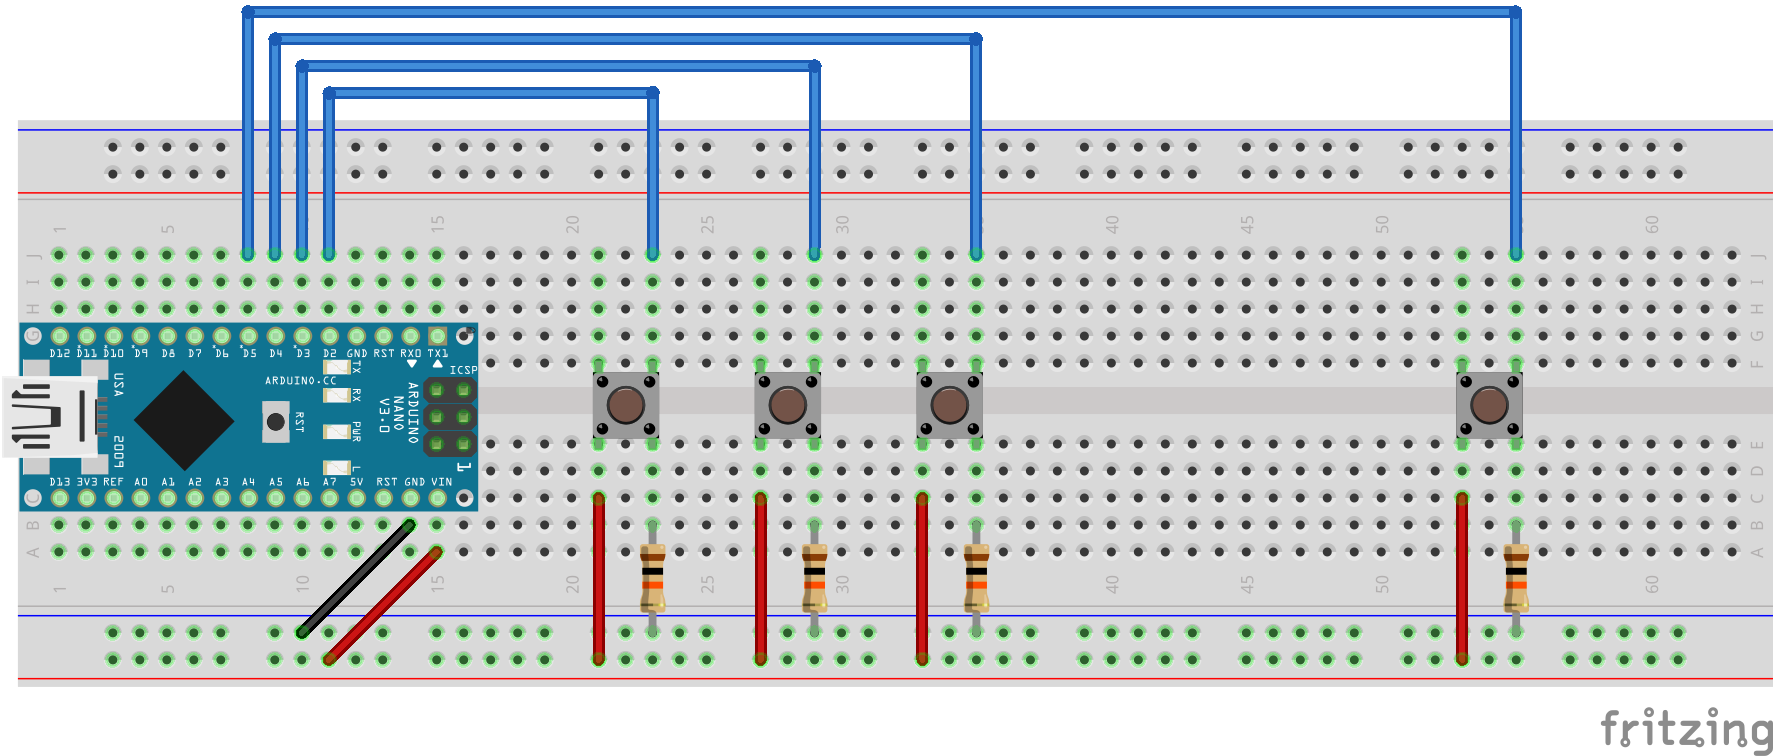 1 5 15 20 25 30 40 45 50 60
J J
I I
H H
G G
F F
D12 D11 D10 D9 D8 D7 D6 D5 D4 D3 D2 GND RST RX0 TX1
TX
RX
PWR
L
ICSP
ARDUINO.CC
USA
2009
RST
ARDUINO
NANO
V3.0
1
D13 3V3 REF A0 A1 A2 A3 A4 A5 A6 A7 5V RST GND VIN
E
D
C C
B B
A A
1 5 10 15 20 25 30 40 45 50 60
fritzing